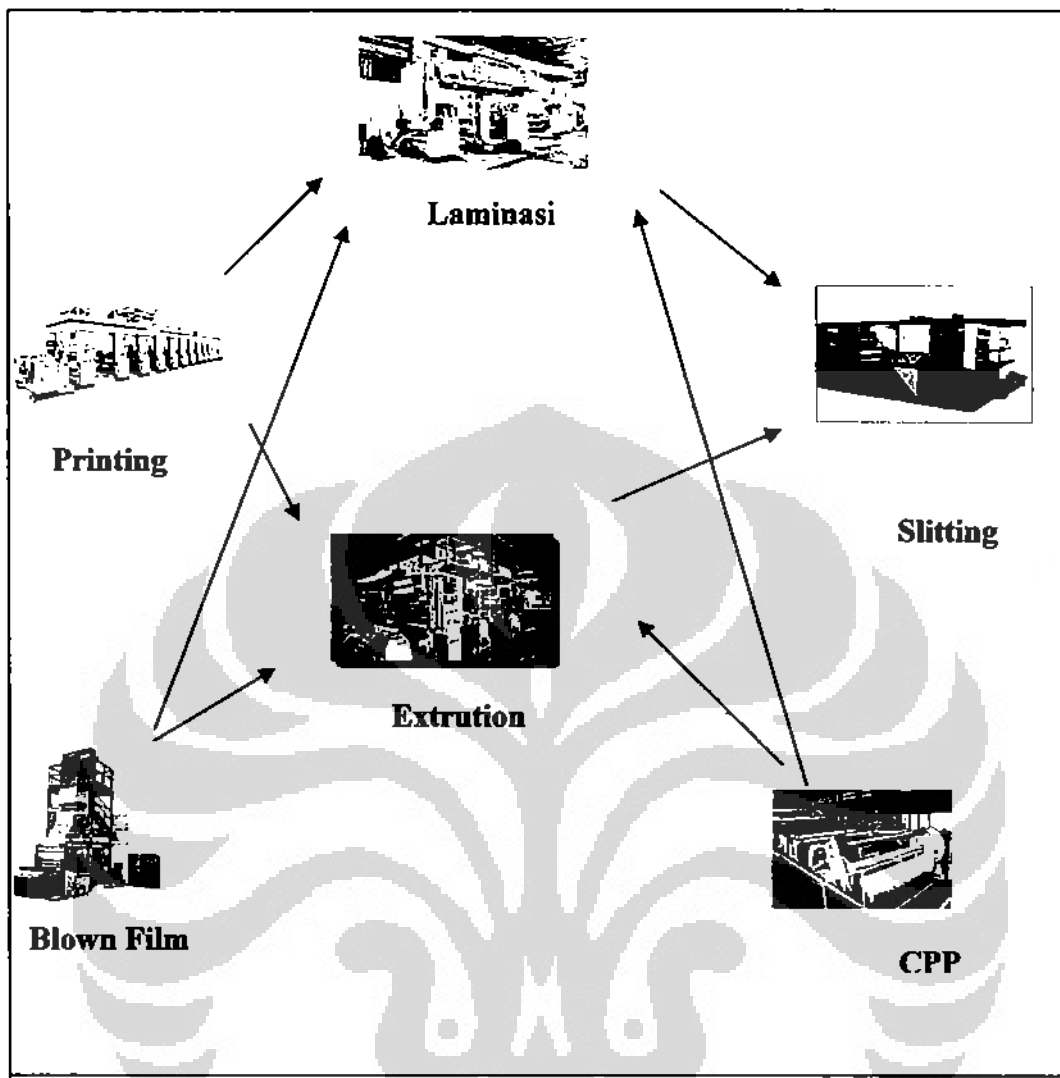 Laminasi
Printing
Slitting
Extrution
Blown Film
CPP